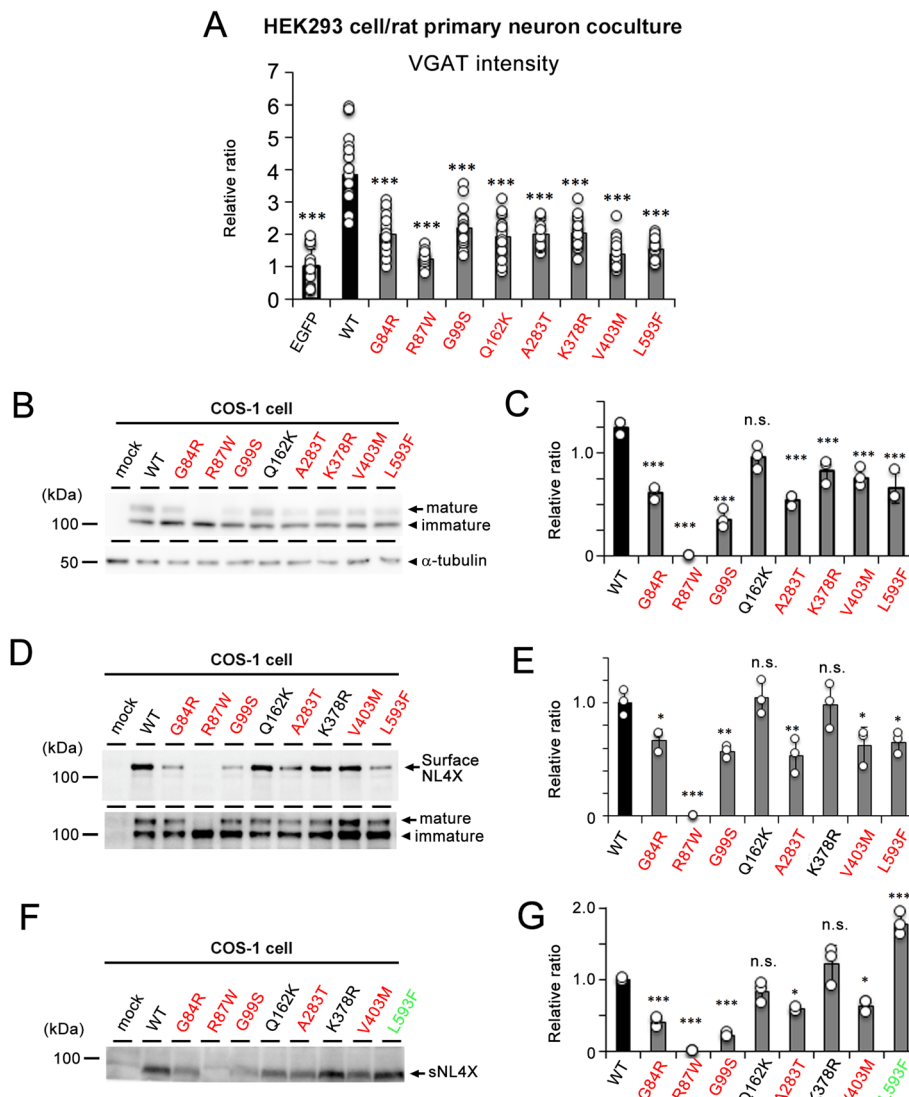 A HEK293 cell/rat primary neuron coculture
VGAT intensity
Relative ratio
7
6
5
4
3
2
1
0
***
***
***
***
***
***
***
***
***
EGFP
WT
G84R
R87W
G99S
Q162K
A283T
K378R
V403M
L593F
B
COS-1 cell
mock
WT
G84R
R87W
G99S
Q162K
A283T
K378R
V403M
L593F
(kDa)
100
mature
immature
50
α-tubulin
C
Relative ratio
1.0
0
***
***
***
n.s.
***
***
***
***
WT
G84R
R87W
G99S
Q162K
A283T
K378R
V403M
L593F
D
COS-1 cell
mock
WT
G84R
R87W
G99S
Q162K
A283T
K378R
V403M
L593F
(kDa)
100
Surface
NL4X
100
mature
immature
E
Relative ratio
1.0
0
*
***
**
n.s.
**
n.s.
*
*
WT
G84R
R87W
G99S
Q162K
A283T
K378R
V403M
L593F
F
COS-1 cell
mock
WT
G84R
R87W
G99S
Q162K
A283T
K378R
V403M
L593F
(kDa)
100
sNL4X
G
Relative ratio
2.0
1.0
0
***
***
***
n.s.
*
n.s.
*
***
WT
G84R
R87W
G99S
Q162K
A283T
K378R
V403M
L593F